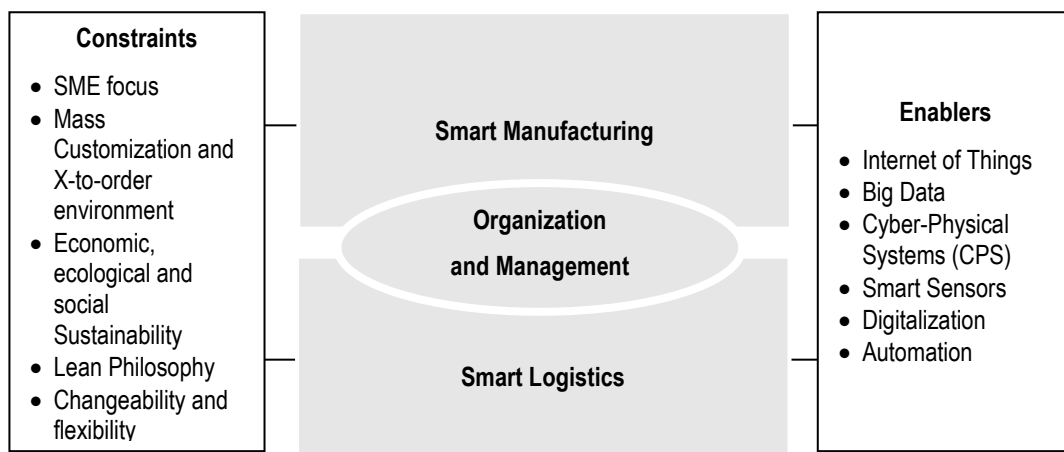 Constraints
• SME focus
• Mass
Customization and
X-to-order
environment
• Economic,
ecological and
social
Sustainability
• Lean Philosophy
• Changeability and
flexibility
Smart Manufacturing
Organization
and Management
Smart Logistics
Enablers
• Internet of Things
• Big Data
• Cyber-Physical
Systems (CPS)
• Smart Sensors
• Digitalization
• Automation